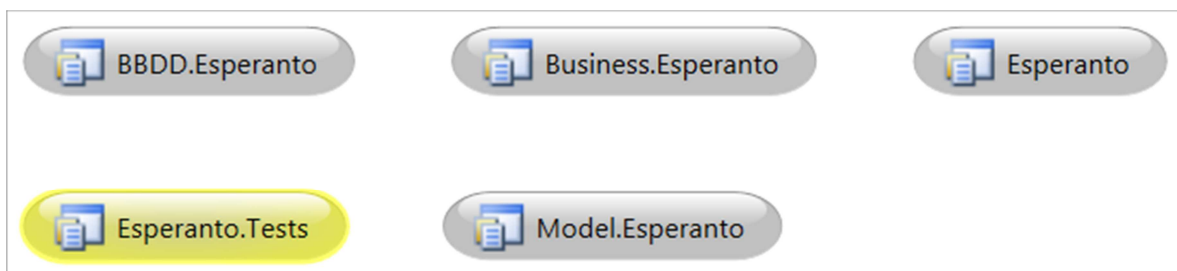 BBDD.Esperanto
Business.Esperanto
Esperanto
Esperanto.Tests
Model.Esperanto